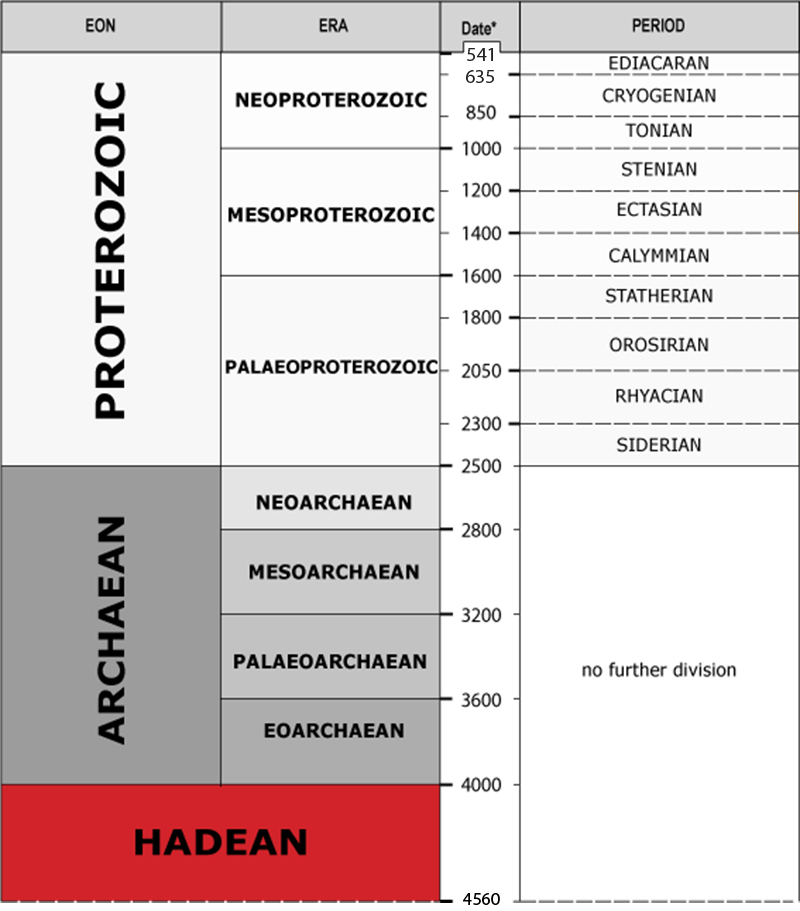 EON ERA Date* PERIOD
541
EDIACARAN
635
NEOPROTEROZOIC CRYOGENIAN
850
TONIAN
1000
STENIAN
1200
MESOPROTEROZOIC ECTASIAN
1400
CALYMMIAN
1600
PROTEROZOIC
STATHERIAN
1800
OROSIRIAN
PALAEOPROTEROZOIC 2050
RHYACIAN
2300
SIDERIAN
2500
NEOARCHAEAN
2800
MESOARCHAEAN
ARCHAEAN
3200
PALAEOARCHAEAN no further division
3600
EOARCHAEAN
4000
HADEAN
4560